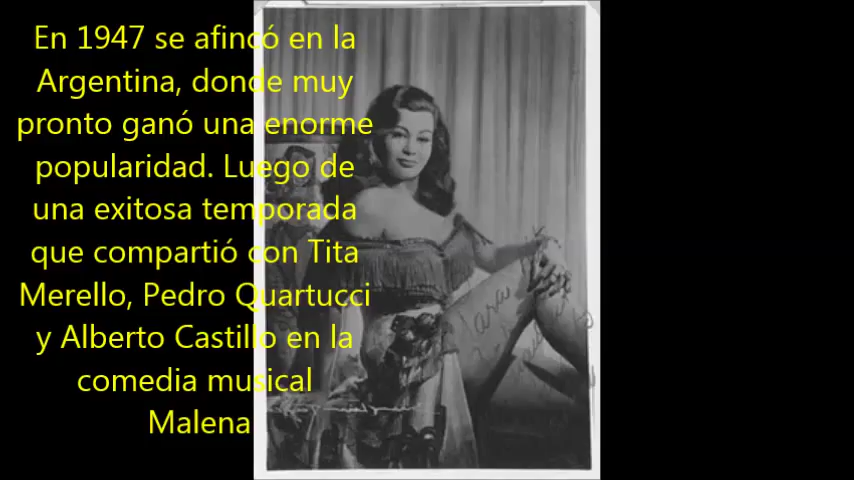 En 1947 se afincó en la
Argentina, donde muy
pronto ganó una enorme
popularidad. Luego de
una exitosa temporada
que compartió con Tita
Merello, Pedro Quartucci
y Alberto Castillo en la
comedia musical
Malena
Para